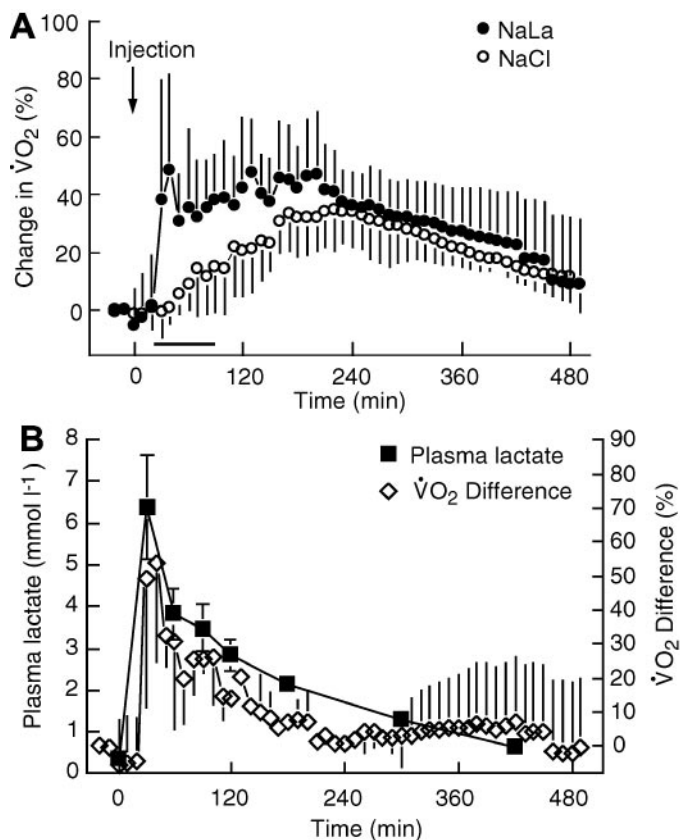 A
100
80
60
40
20
0
Change in V̇O2 (%)
Injection
NaLa
NaCl
0 120 240 360 480
Time (min)
B
8
7
6
5
4
3
2
1
0
Plasma lactate (mmol l-1)
Plasma lactate
V̇O2 Difference
90
80
70
60
50
40
30
20
10
0
V̇O2 Difference (%)
0 120 240 360 480
Time (min)